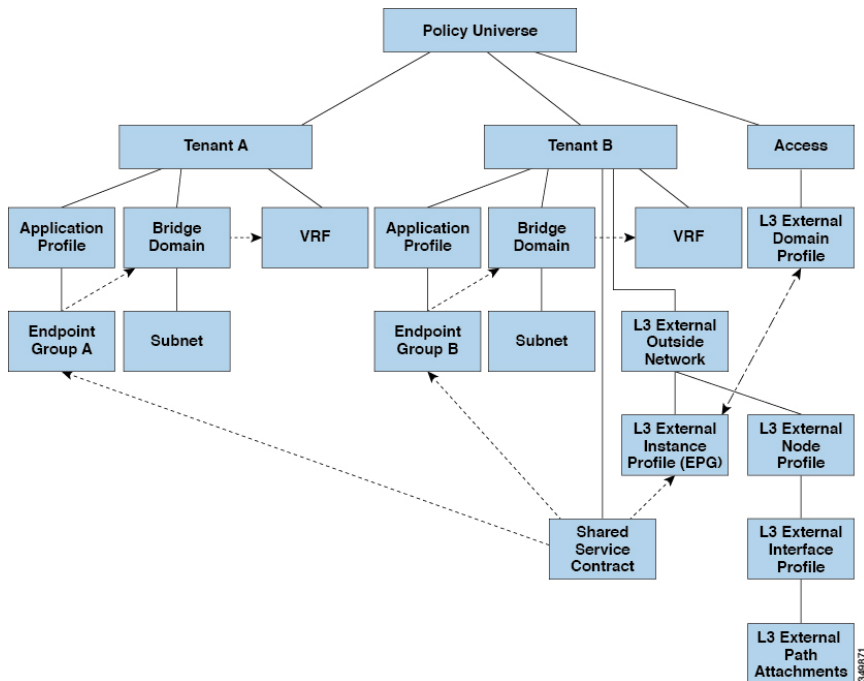 Policy Universe
Tenant A
Tenant B
Access
Application
Profile
Bridge
Domain
VRF
Application
Profile
Bridge
Domain
VRF
L3 External
Domain
Profile
Endpoint
Group A
Subnet
Endpoint
Group B
Subnet
L3 External
Outside
Network
L3 External
Instance
Profile (EPG)
L3 External
Node
Profile
Shared
Service
Contract
L3 External
Interface
Profile
L3 External
Path
Attachments
349871